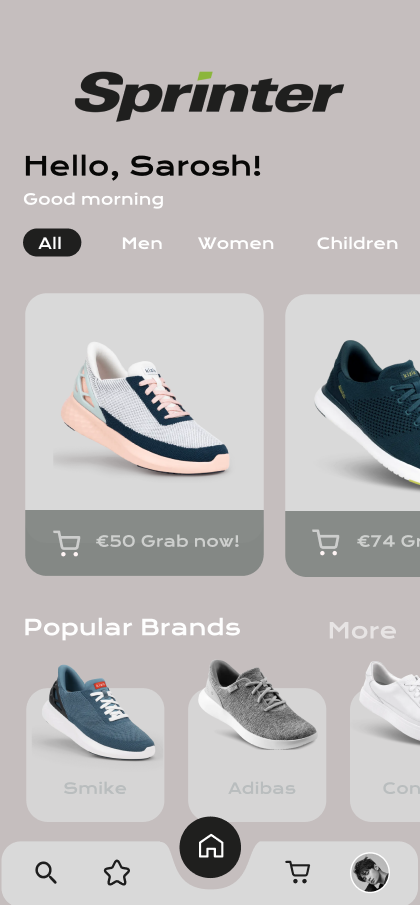 Sprinter
Hello, Sarosh!
Good morning
All Men Women Children
€50 Grab now! €74 Gr
Popular Brands More
Smike Adibas Con